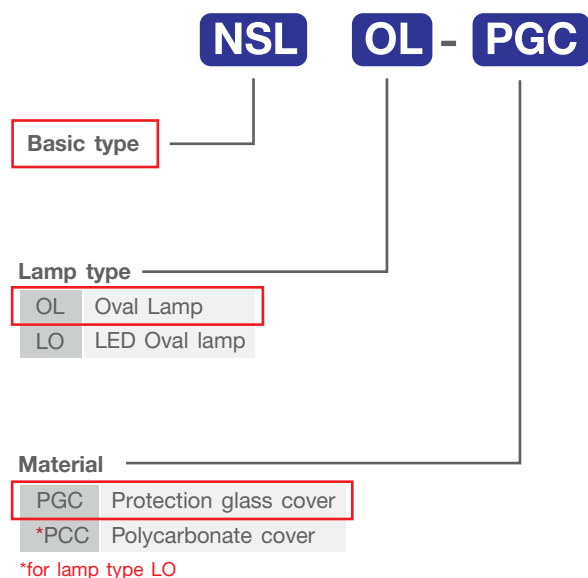 NSL OL - PGC
Basic type
Lamp type
OL Oval Lamp
LO LED Oval lamp
Material
PGC Protection glass cover
*PCC Polycarbonate cover
*for lamp type LO